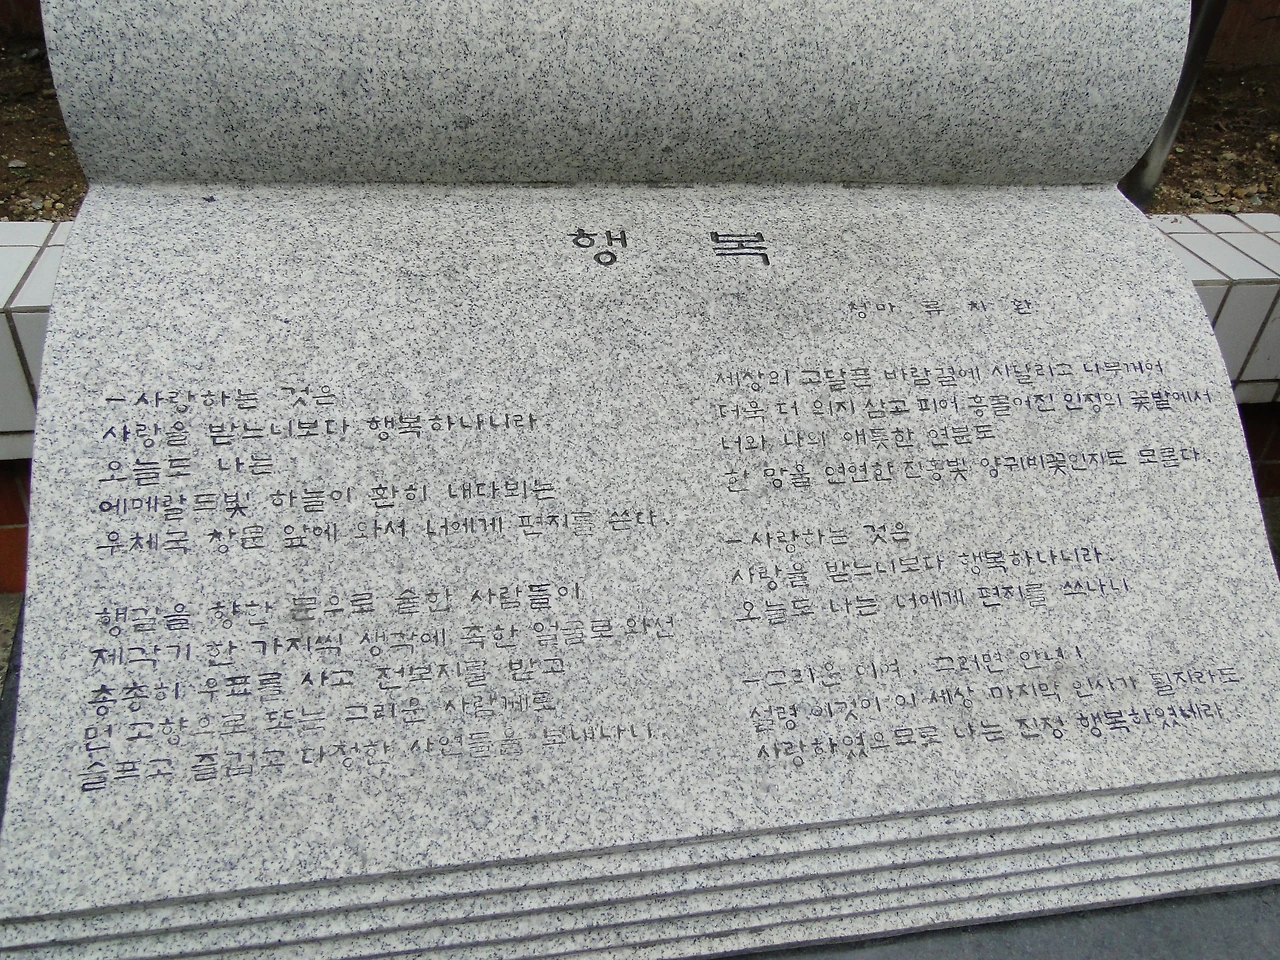 행 복
청마 류 치 환
-사랑하는 것은
사랑을 받느니보다 행복하나니라.
오늘도 나는
에메랄드빛 하늘이 환히 내다뵈는
우체국 창문 앞에 와서 너에게 편지를 쓴다.
행길을 향한 문으로 숱한 사람들이
제각기 한 가지씩 생각에 족한 얼굴로 와선
총총히 우표를 사고 전보지를 받고
먼 고향으로 또는 그리운 사람께로
슬프고 즐겁고 다정한 사연들을 보내나니.
세상의 고달픈 바람결에 시달리고 나부끼어
더욱 더 의지 삼고 피어 흥클어진 인정의 꽃밭에서
너와 나의 애틋한 연분도
한 망울 연연한 진홍빛 양귀비꽃인지도 모른다.
-사랑하는 것은
사랑을 받느니보다 행복하나니라.
오늘도 나는 너에게 편지를 쓰나니
-그리운 이여 그러면 안녕!
설령 이것이 이 세상 마지막 인사가 될지라도
사랑하였으므로 나는 진정 행복하였네라.